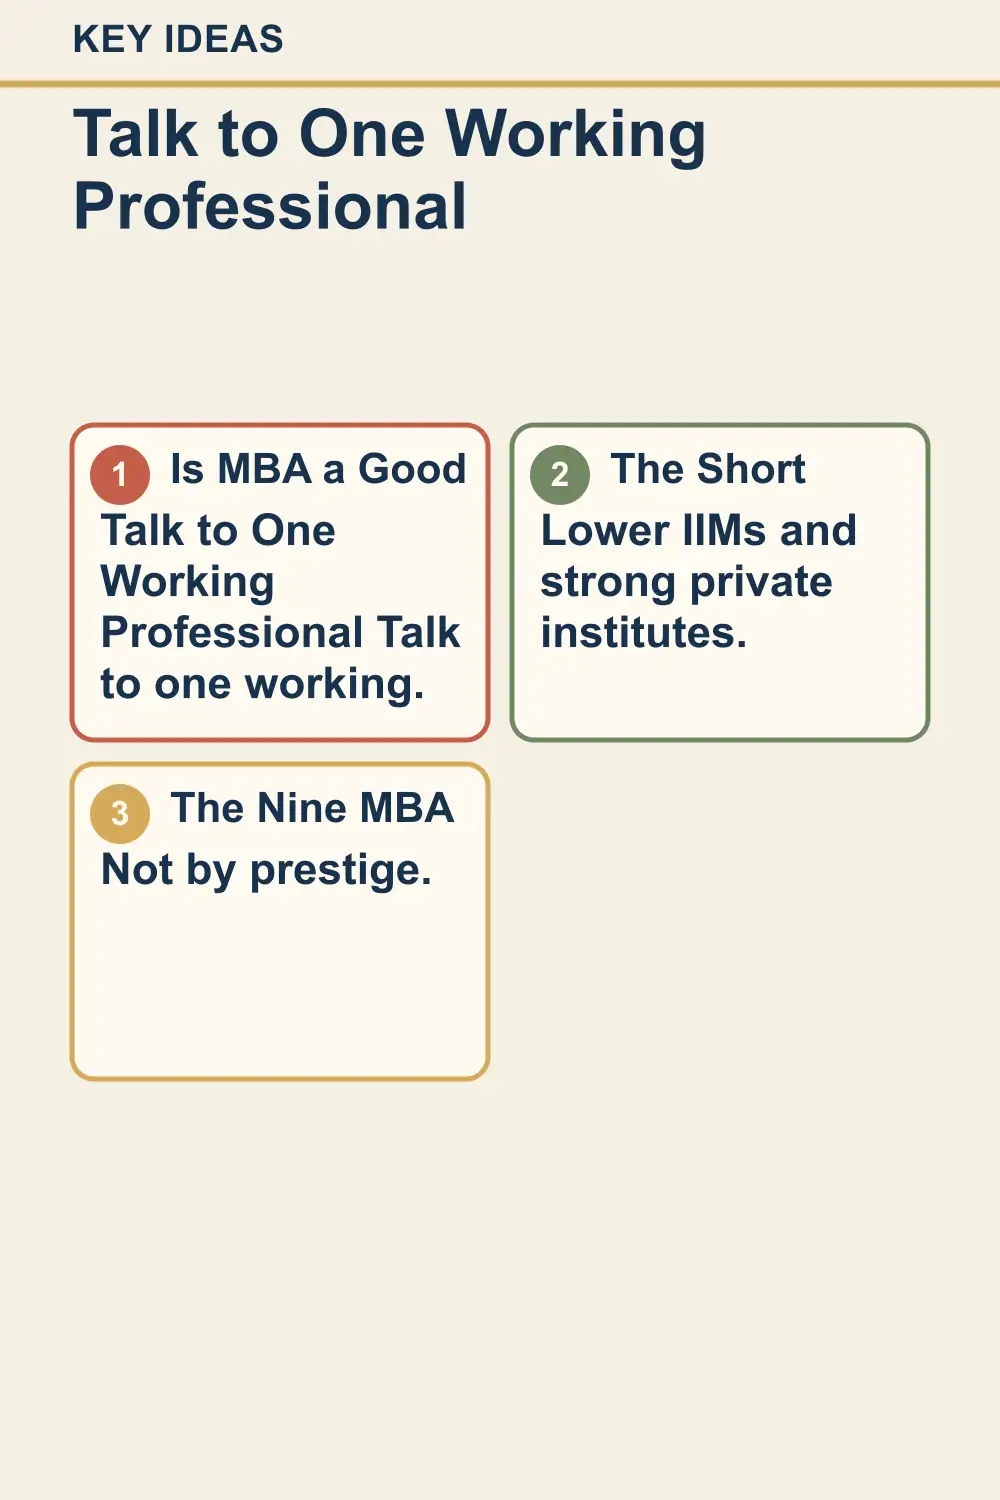 KEY IDEAS
Talk to One Working
Professional
1 Is MBA a Good
Talk to One
Working
Professional Talk
to one working.
2 The Short
Lower IIMs and
strong private
institutes.
3 The Nine MBA
Not by prestige.